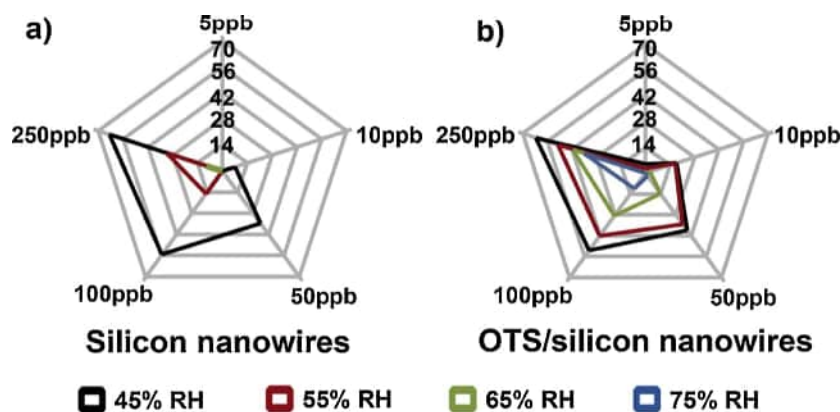 a)
5ppb
70
56
42
28
14
250ppb
10ppb
100ppb
50ppb
Silicon nanowires
b)
5ppb
70
56
42
28
14
250ppb
10ppb
100ppb
50ppb
OTS/silicon nanowires
45% RH
55% RH
65% RH
75% RH